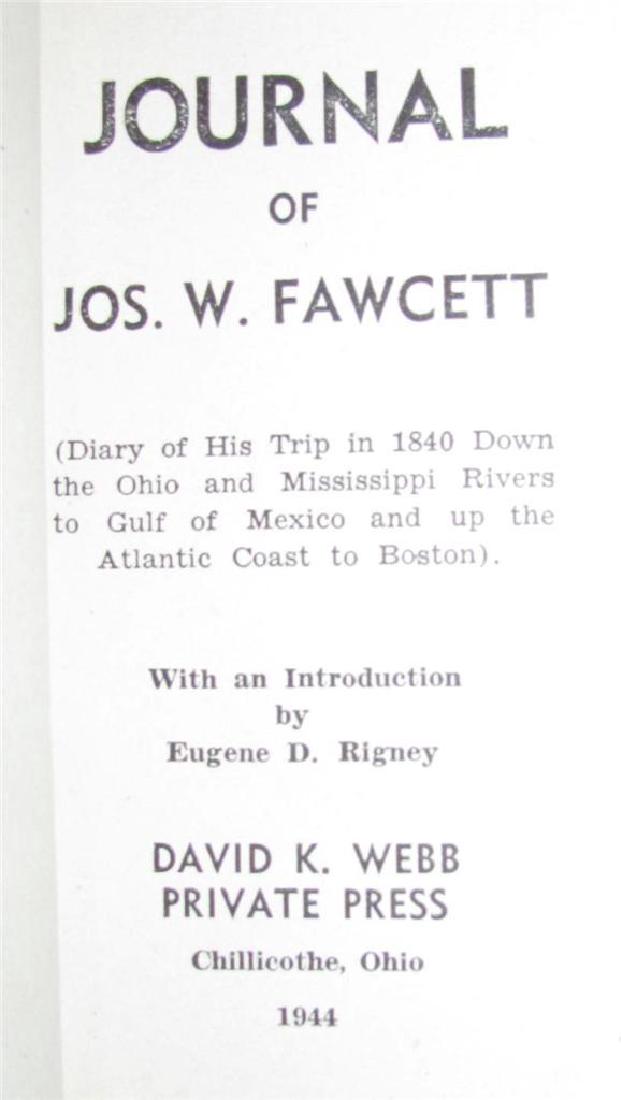 JOURNAL
OF
JOS. W. FAWCETT
(Diary of His Trip in 1840 Down
the Ohio and Mississippi Rivers
to Gulf of Mexico and up the
Atlantic Coast to Boston).
With an Introduction
by
Eugene D. Rigney
DAVID K. WEBB
PRIVATE PRESS
Chillicothe, Ohio
1944